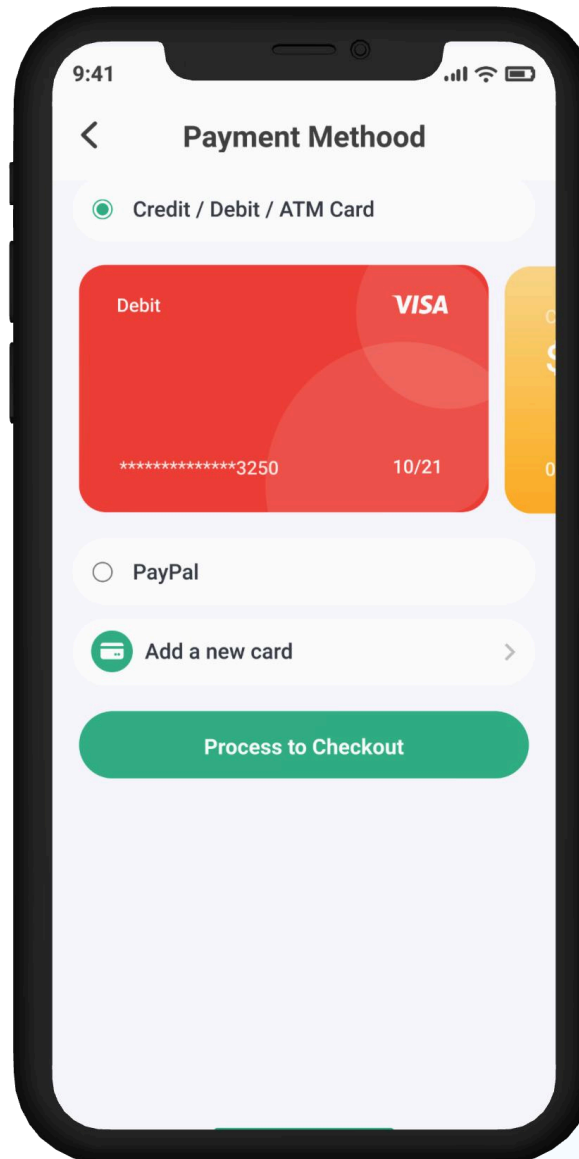 9:41
Payment Methood
Credit / Debit / ATM Card
Debit VISA
**************3250 10/21
PayPal
Add a new card
Process to Checkout